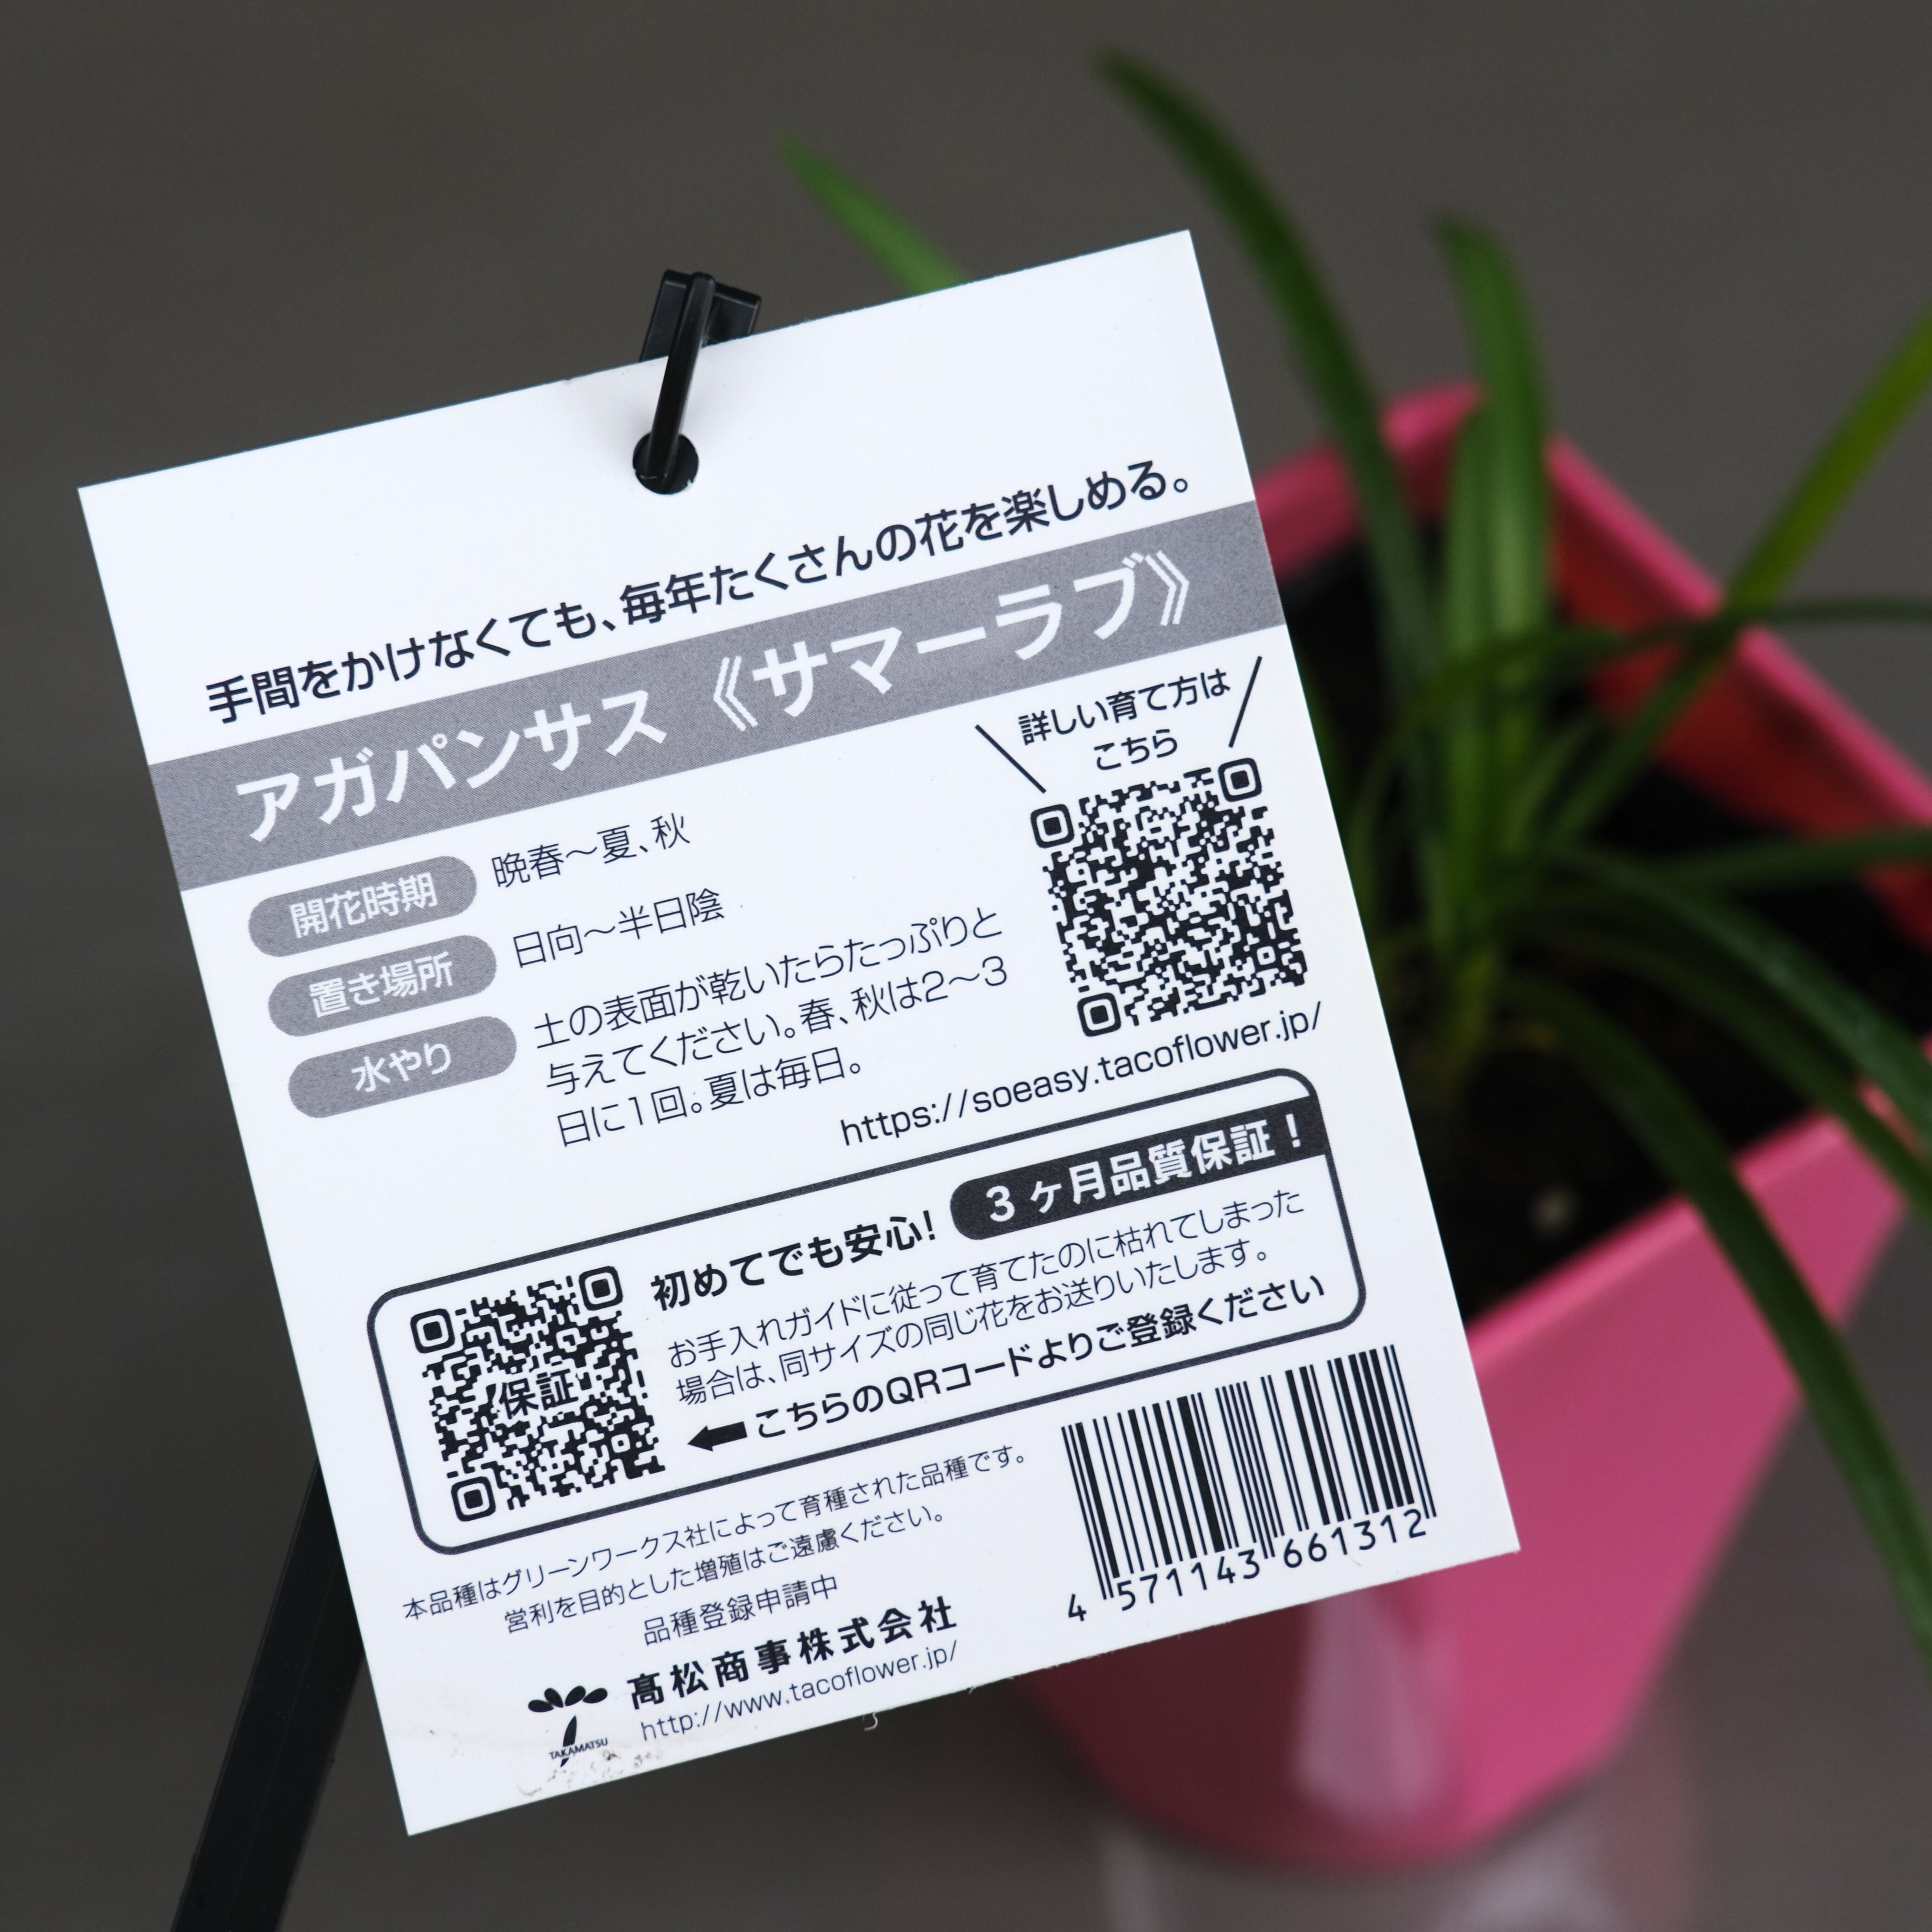 手間をかけなくても、毎年たくさんの花を楽しめる。
アガパンサス《サマーラブ》
開花時期 晩春～夏、秋
置き場所 日向～半日陰
水やり 土の表面が乾いたらたっぷりと
与えてください。春、秋は2～3
日に1回。夏は毎日。
詳しい育て方は
こちら
https://soeasy.tacoflower.jp/
初めてでも安心! 3ヶ月品質保証!
お手入れガイドに従って育てたのに枯れてしまった
場合は、同サイズの同じ花をお送りいたします。
←こちらのQRコードよりご登録ください
保証
本品種はグリーンワークス社によって育種された品種です。
営利を目的とした増殖はご遠慮ください。
品種登録申請中
髙松商事株式会社
http://www.tacoflower.jp/
TAKAMATSU
4 571143 661312